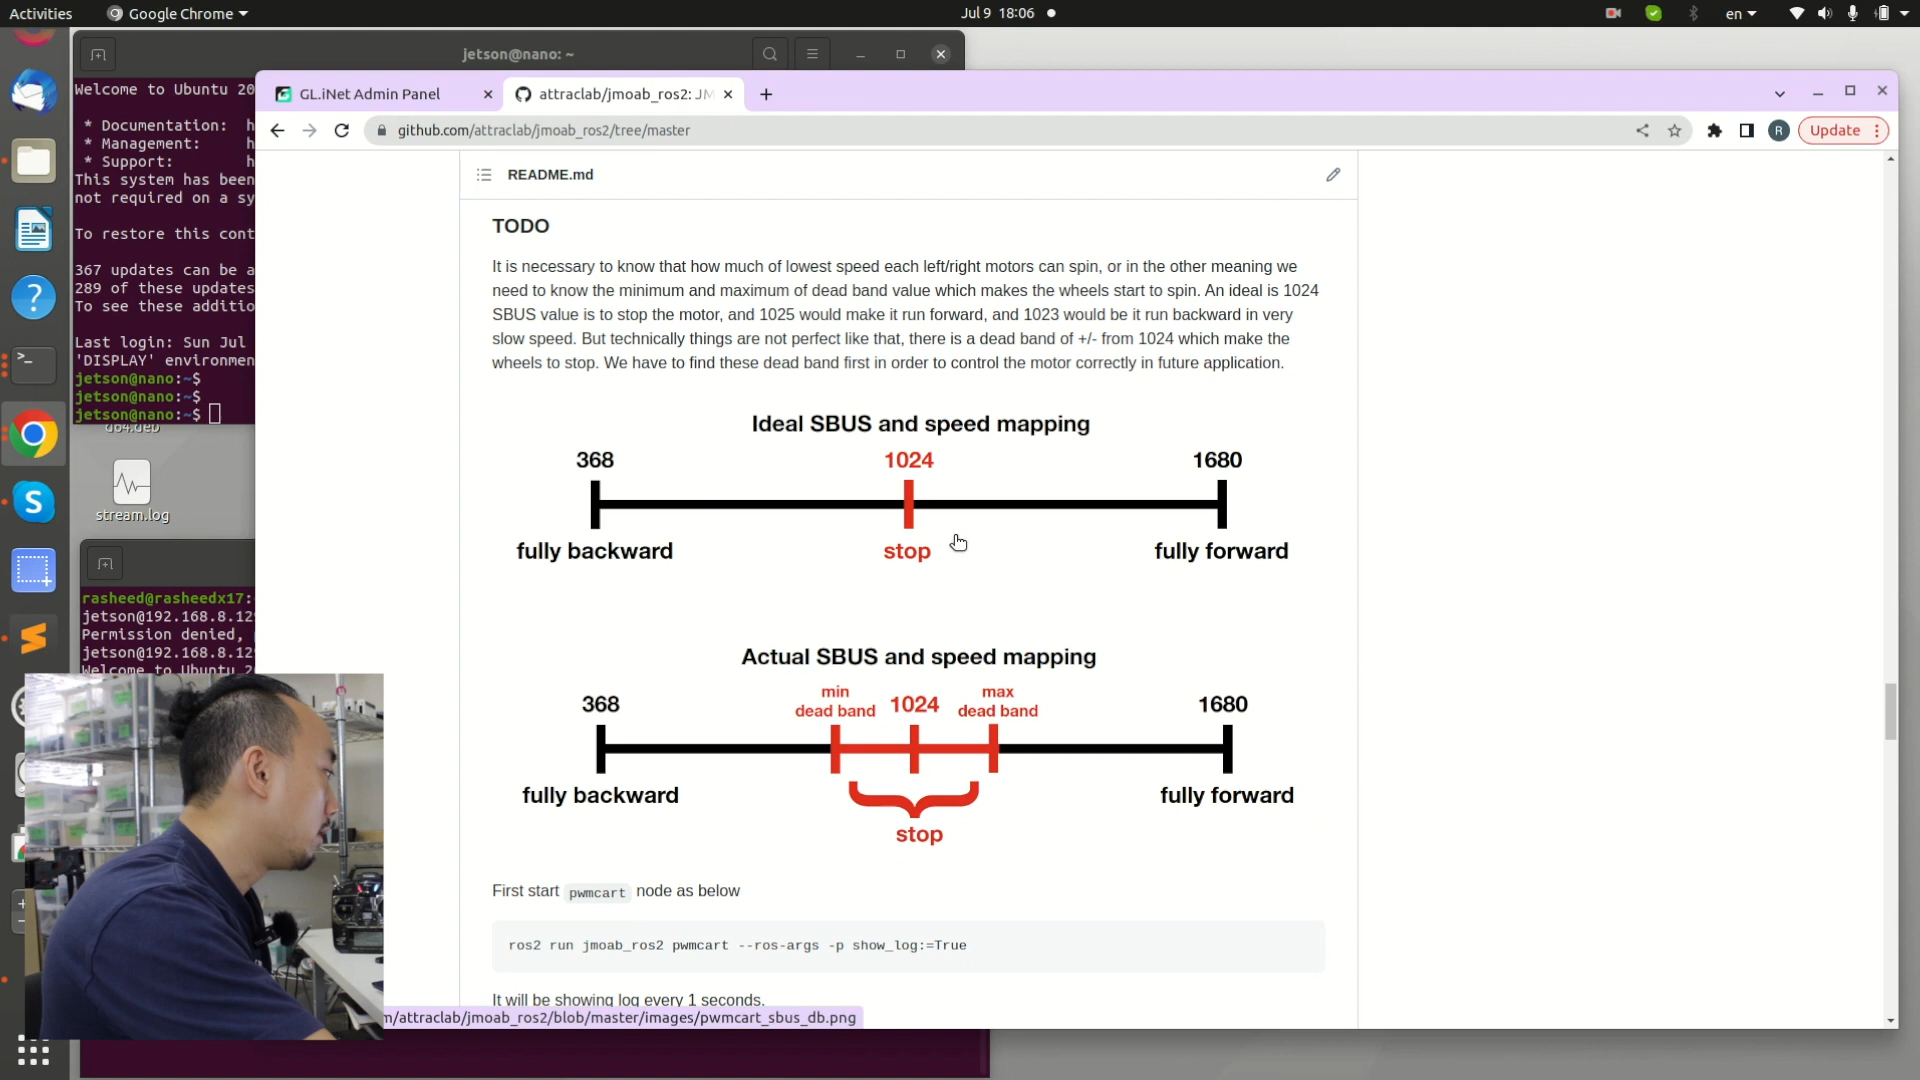 Activities
Google Chrome
Jul 9 18:06
en
jetson@nano: ~
Welcome to Ubuntu 20
* Documentation: h
* Management: h
* Support: h
This system has been
not required on a sy
To restore this cont
367 updates can be a
289 of these updates
To see these additio
Last login: Sun Jul
'DISPLAY' environmen
jetson@nano:~$
jetson@nano:~$
jetson@nano:~$
stream.log
rasheed@rasheedx17:
jetson@192.168.8.12
Permission denied,
jetson@192.168.8.12
Welcome to Ubuntu 2
GL.iNet Admin Panel
attraclab/jmoab_ros2: JM
github.com/attraclab/jmoab_ros2/tree/master
R
Update
README.md
TODO
It is necessary to know that how much of lowest speed each left/right motors can spin, or in the other meaning we
need to know the minimum and maximum of dead band value which makes the wheels start to spin. An ideal is 1024
SBUS value is to stop the motor, and 1025 would make it run forward, and 1023 would be it run backward in very
slow speed. But technically things are not perfect like that, there is a dead band of +/- from 1024 which make the
wheels to stop. We have to find these dead band first in order to control the motor correctly in future application.
Ideal SBUS and speed mapping
368 1024 1680
fully backward stop fully forward
Actual SBUS and speed mapping
min max
368 dead band 1024 dead band 1680
fully backward fully forward
stop
First start pwmcart node as below
ros2 run jmoab_ros2 pwmcart --ros-args -p show_log:=True
It will be showing log every 1 seconds.
m/attraclab/jmoab_ros2/blob/master/images/pwmcart_sbus_db.png